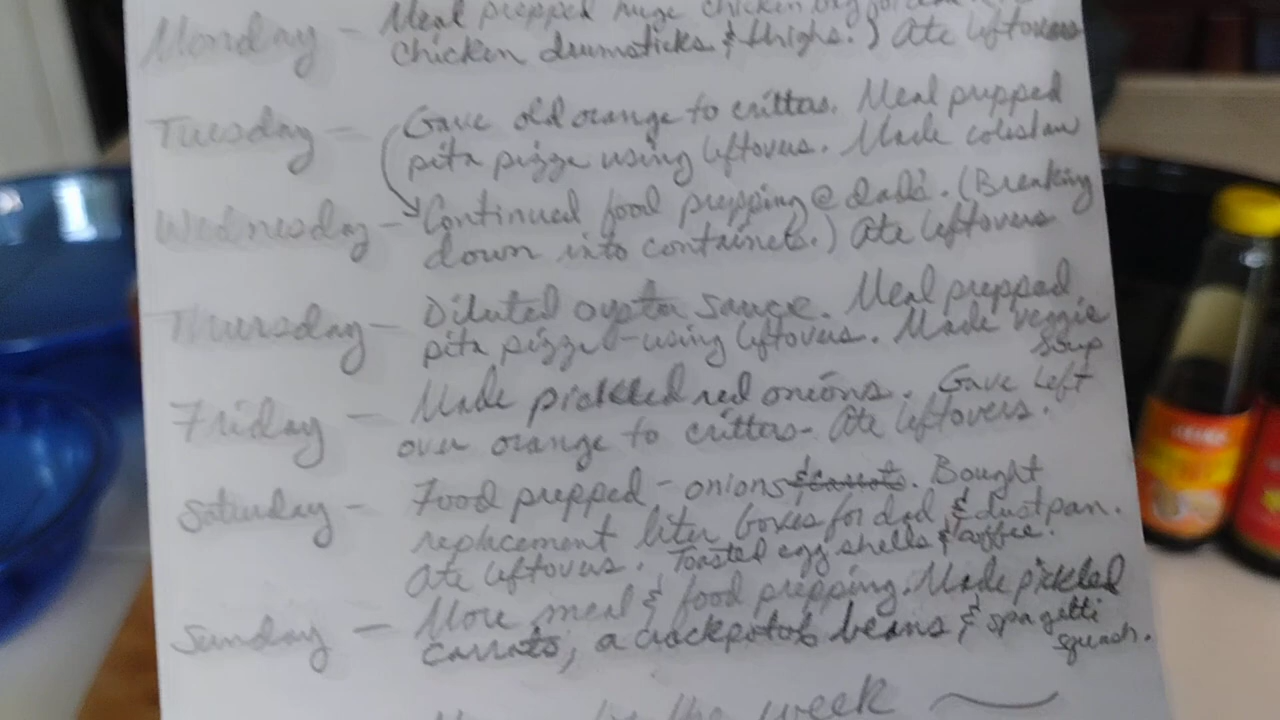 Monday - Meal prepped huge chicken
chicken drumsticks & thighs.) Ate leftovers
Tuesday - Gave old orange to critters. Meal prepped
pita pizza using leftovers. Made coleslaw
Wednesday - Continued food prepping @ dad's. (Breaking
down into containers.) Ate leftovers
Thursday - Diluted oyster sauce. Meal prepped
pita pizza - using leftovers. Made veggie
soup
Friday - Made pickled red onions. Gave left
over orange to critters - Ate leftovers.
Saturday - Food prepped - onions & carrots. Bought
replacement liter boxes for dad & dustpan.
Ate leftovers. Toasted egg shells & coffee.
Sunday - More meal & food prepping. Made pickled
carrots, a crockpot of beans & spagetti
squash.
the week